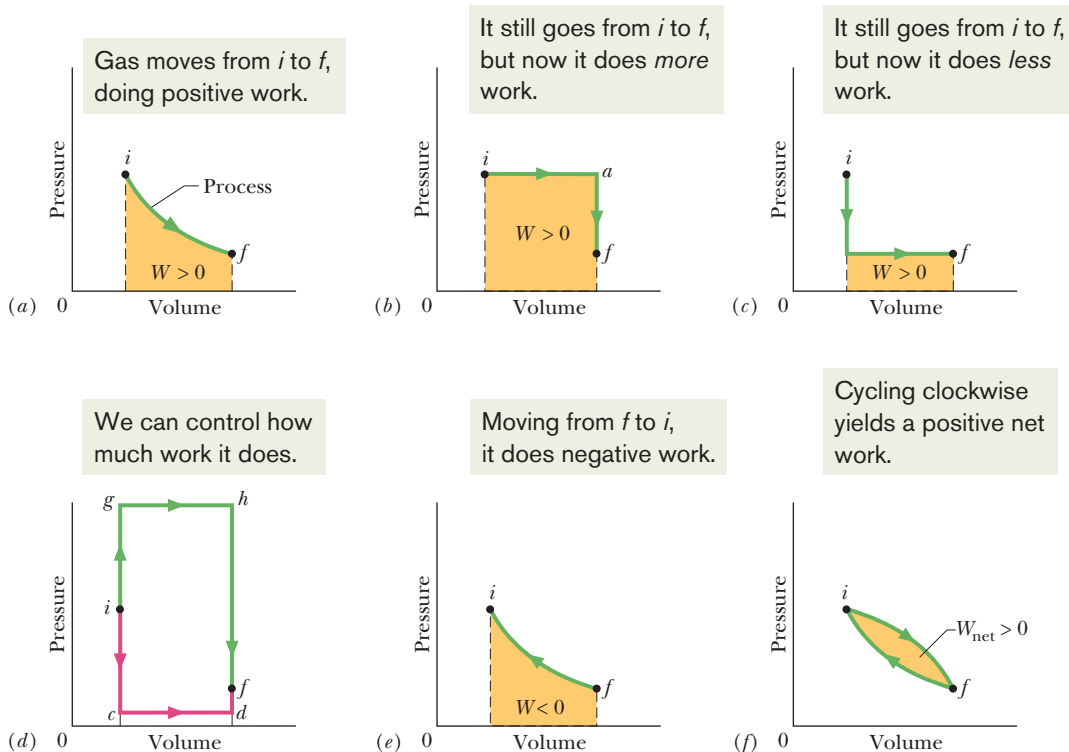 Gas moves from i to f,
doing positive work.
Pressure
i
Process
f
W > 0
(a)
0
Volume
It still goes from i to f,
but now it does more
work.
Pressure
i
a
W > 0
f
(b)
0
Volume
It still goes from i to f,
but now it does less
work.
Pressure
i
f
W > 0
(c)
0
Volume
We can control how
much work it does.
Pressure
g
h
i
f
c
d
(d)
0
Volume
Moving from f to i,
it does negative work.
Pressure
i
f
W < 0
(e)
0
Volume
Cycling clockwise
yields a positive net
work.
Pressure
i
Wnet > 0
f
(f)
0
Volume